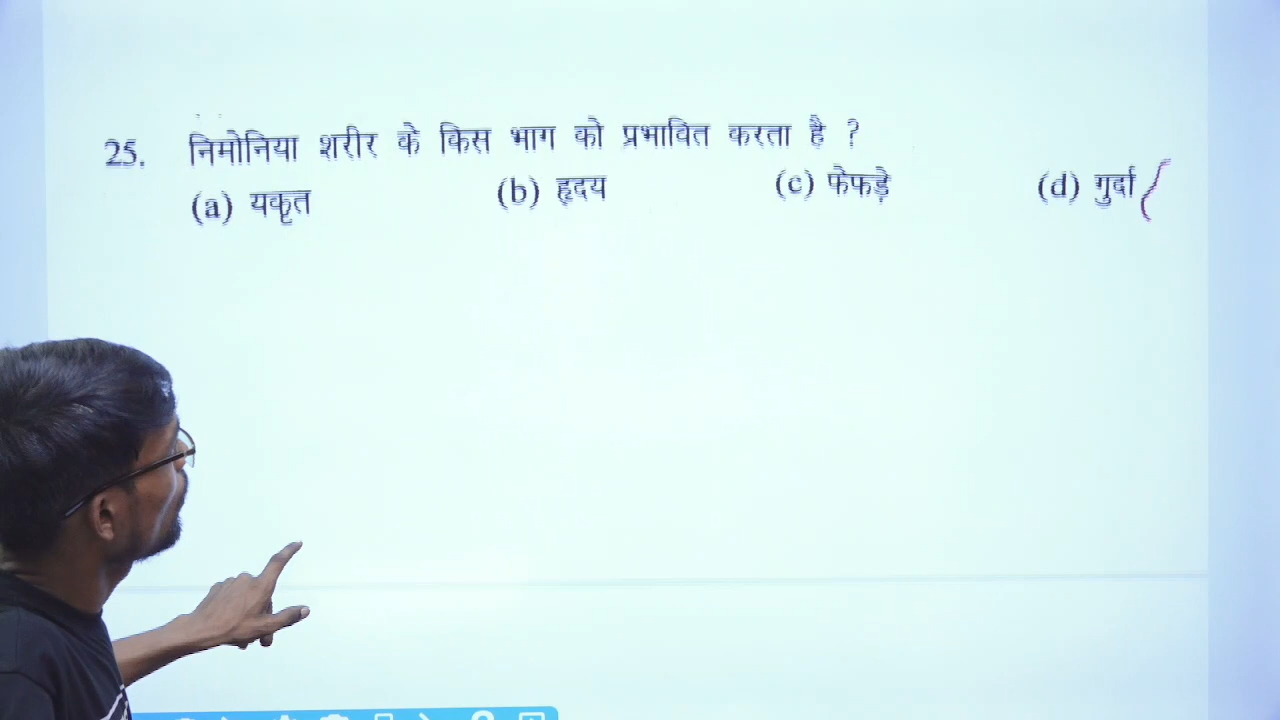 25. निमोनिया शरीर के किस भाग को प्रभावित करता है ?
(a) यकृत (b) हृदय (c) फेफड़े (d) गुर्दा